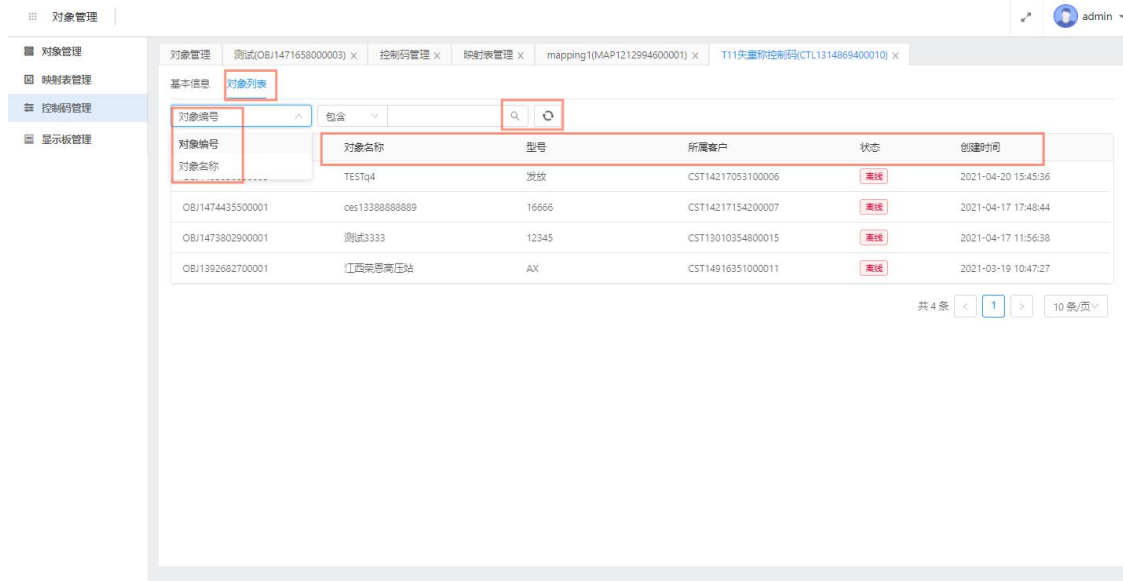 对象管理
admin
对象管理
映射表管理
控制码管理
显示板管理
对象管理 测试(OBJ1471658000003) × 控制码管理 × 映射表管理 × mapping1(MAP1212994600001) × T11失重称控制码(CTL1314869400010) ×
基本信息 对象列表
对象编号 包含
对象编号
对象名称
对象名称 型号 所属客户 状态 创建时间
TESTq4 发放 CST14217053100006 离线 2021-04-20 15:45:36
OBJ1474435500001 ces13388888889 16666 CST14217154200007 离线 2021-04-17 17:48:44
OBJ1473802900001 测试3333 12345 CST13010354800015 离线 2021-04-17 11:56:38
OBJ1392682700001 江西荣恩高压站 AX CST14916351000011 离线 2021-03-19 10:47:27
共 4 条 < 1 > 10 条/页